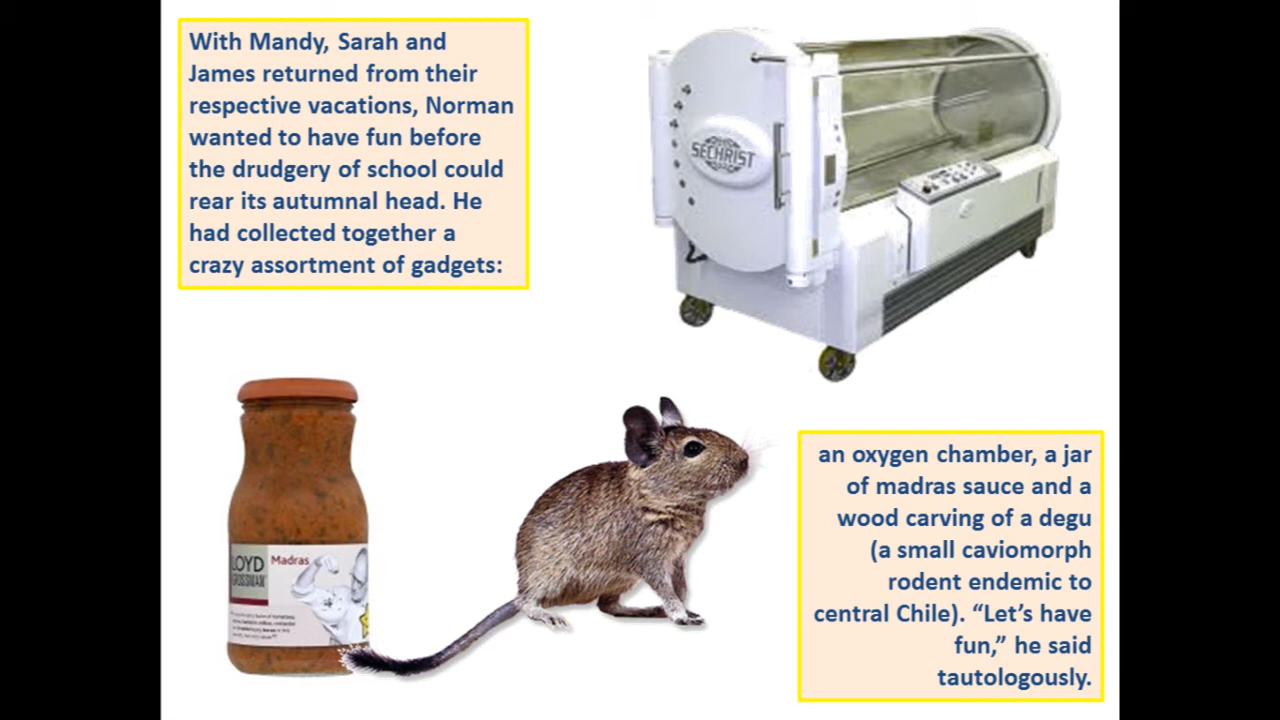 With Mandy, Sarah and
James returned from their
respective vacations, Norman
wanted to have fun before
the drudgery of school could
rear its autumnal head. He
had collected together a
crazy assortment of gadgets:
SECHRIST
LOYD
GROSSMAN
Madras
an oxygen chamber, a jar
of madras sauce and a
wood carving of a degu
(a small caviomorph
rodent endemic to
central Chile). “Let’s have
fun,” he said
tautologously.